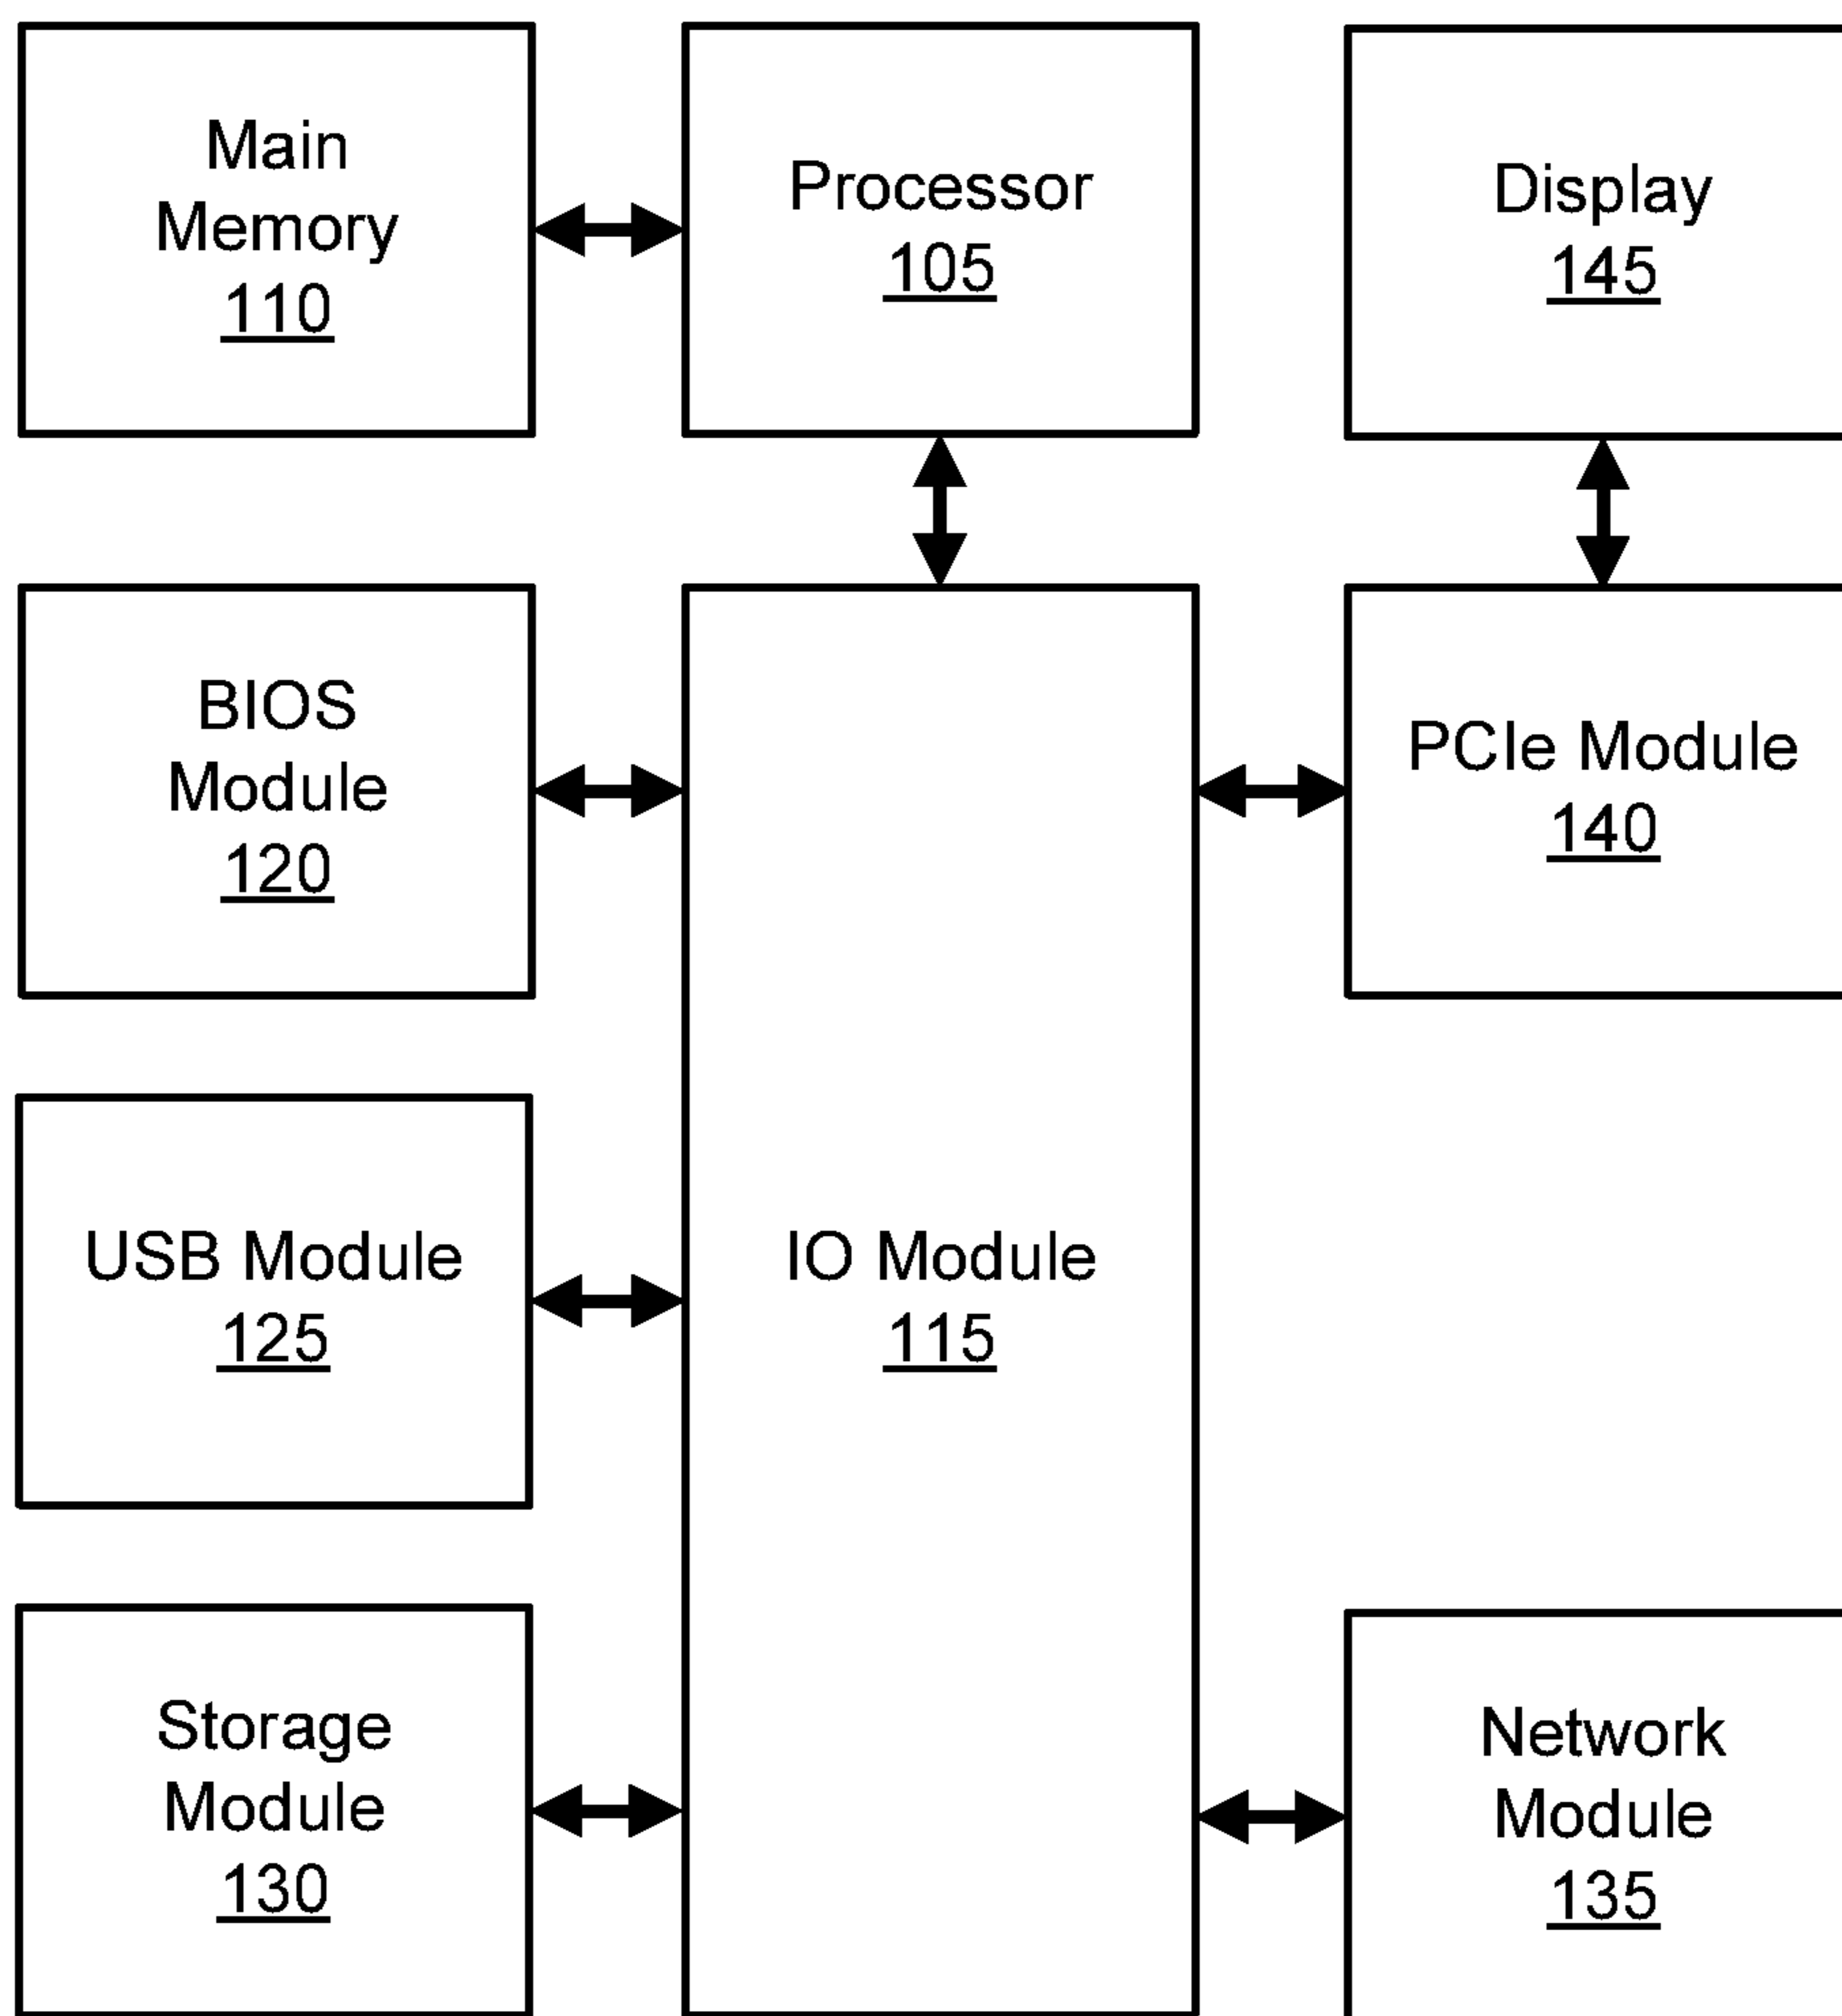 Main
Memory
110
Processor
105
Display
145
BIOS
Module
120
PCIe Module
140
USB Module
125
IO Module
115
Storage
Module
130
Network
Module
135